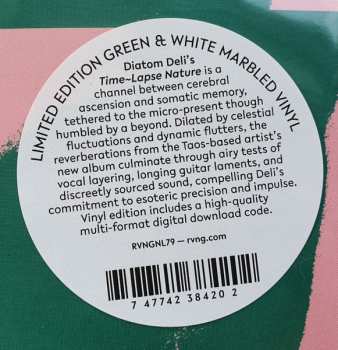 LIMITED EDITION GREEN & WHITE MARBLED VINYL
Diatom Deli's
Time~Lapse Nature is a
channel between cerebral
ascension and somatic memory,
tethered to the micro-present though
humbled by a beyond. Dilated by celestial
fluctuations and dynamic flutters, the
reverberations from the Taos-based artist's
new album culminate through airy tests of
vocal layering, longing guitar laments, and
discreetly sourced sound, compelling Deli's
commitment to esoteric precision and impulse.
Vinyl edition includes a high-quality
multi-format digital download code.
RVNGNL79 — rvng.com
7 47742 38420 2